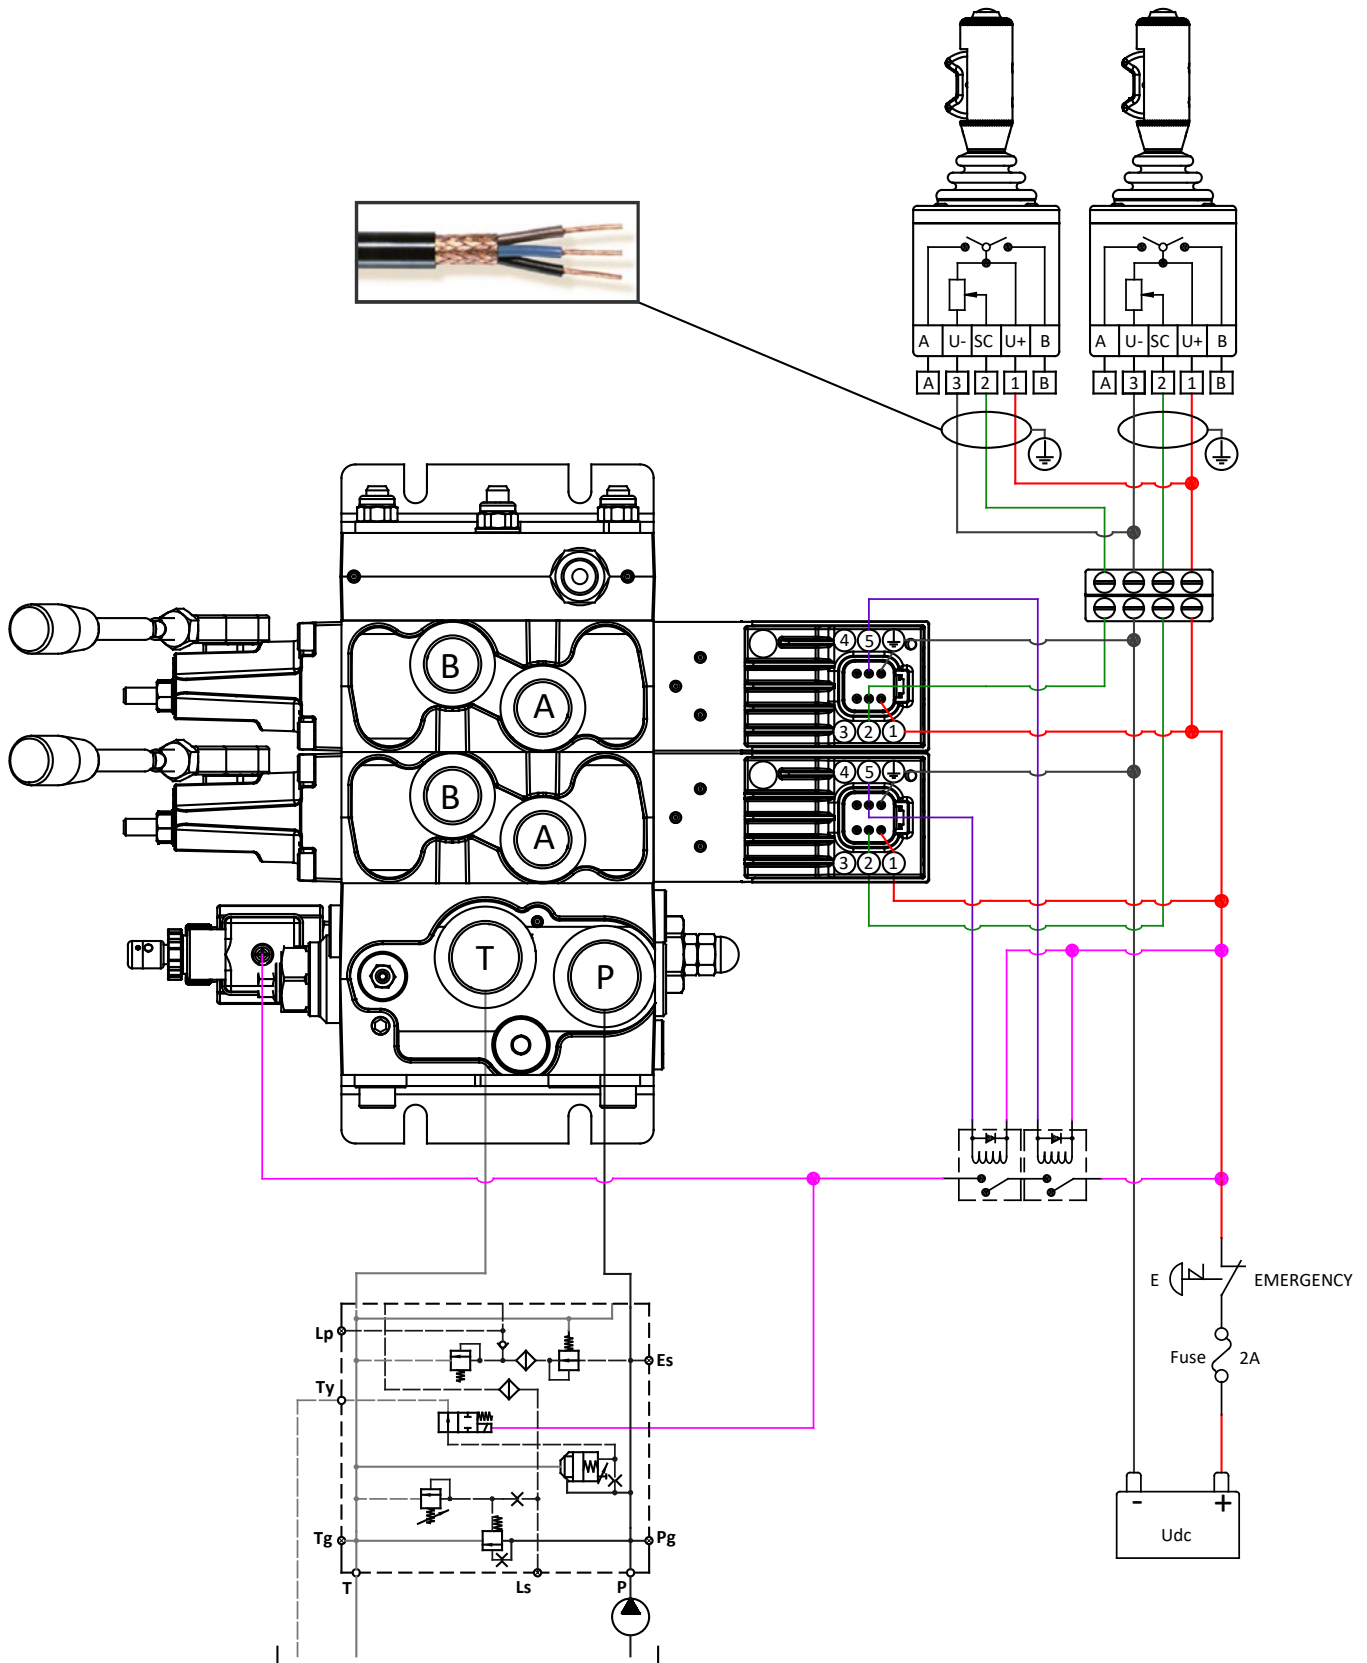 A U- SC U+ B A U- SC U+ B
A 3 2 1 B A 3 2 1 B
4 5
B
A
3 2 1
4 5
B
A
3 2 1
T
P
E EMERGENCY
Fuse 2A
Lp
Es
Ty
Tg
Pg
T Ls P
- +
Udc